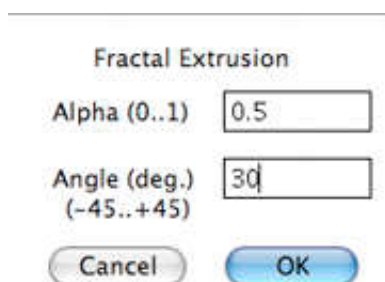 Fractal Extrusion
Alpha (0..1) 0.5
Angle (deg.) 30
(-45..+45)
Cancel OK